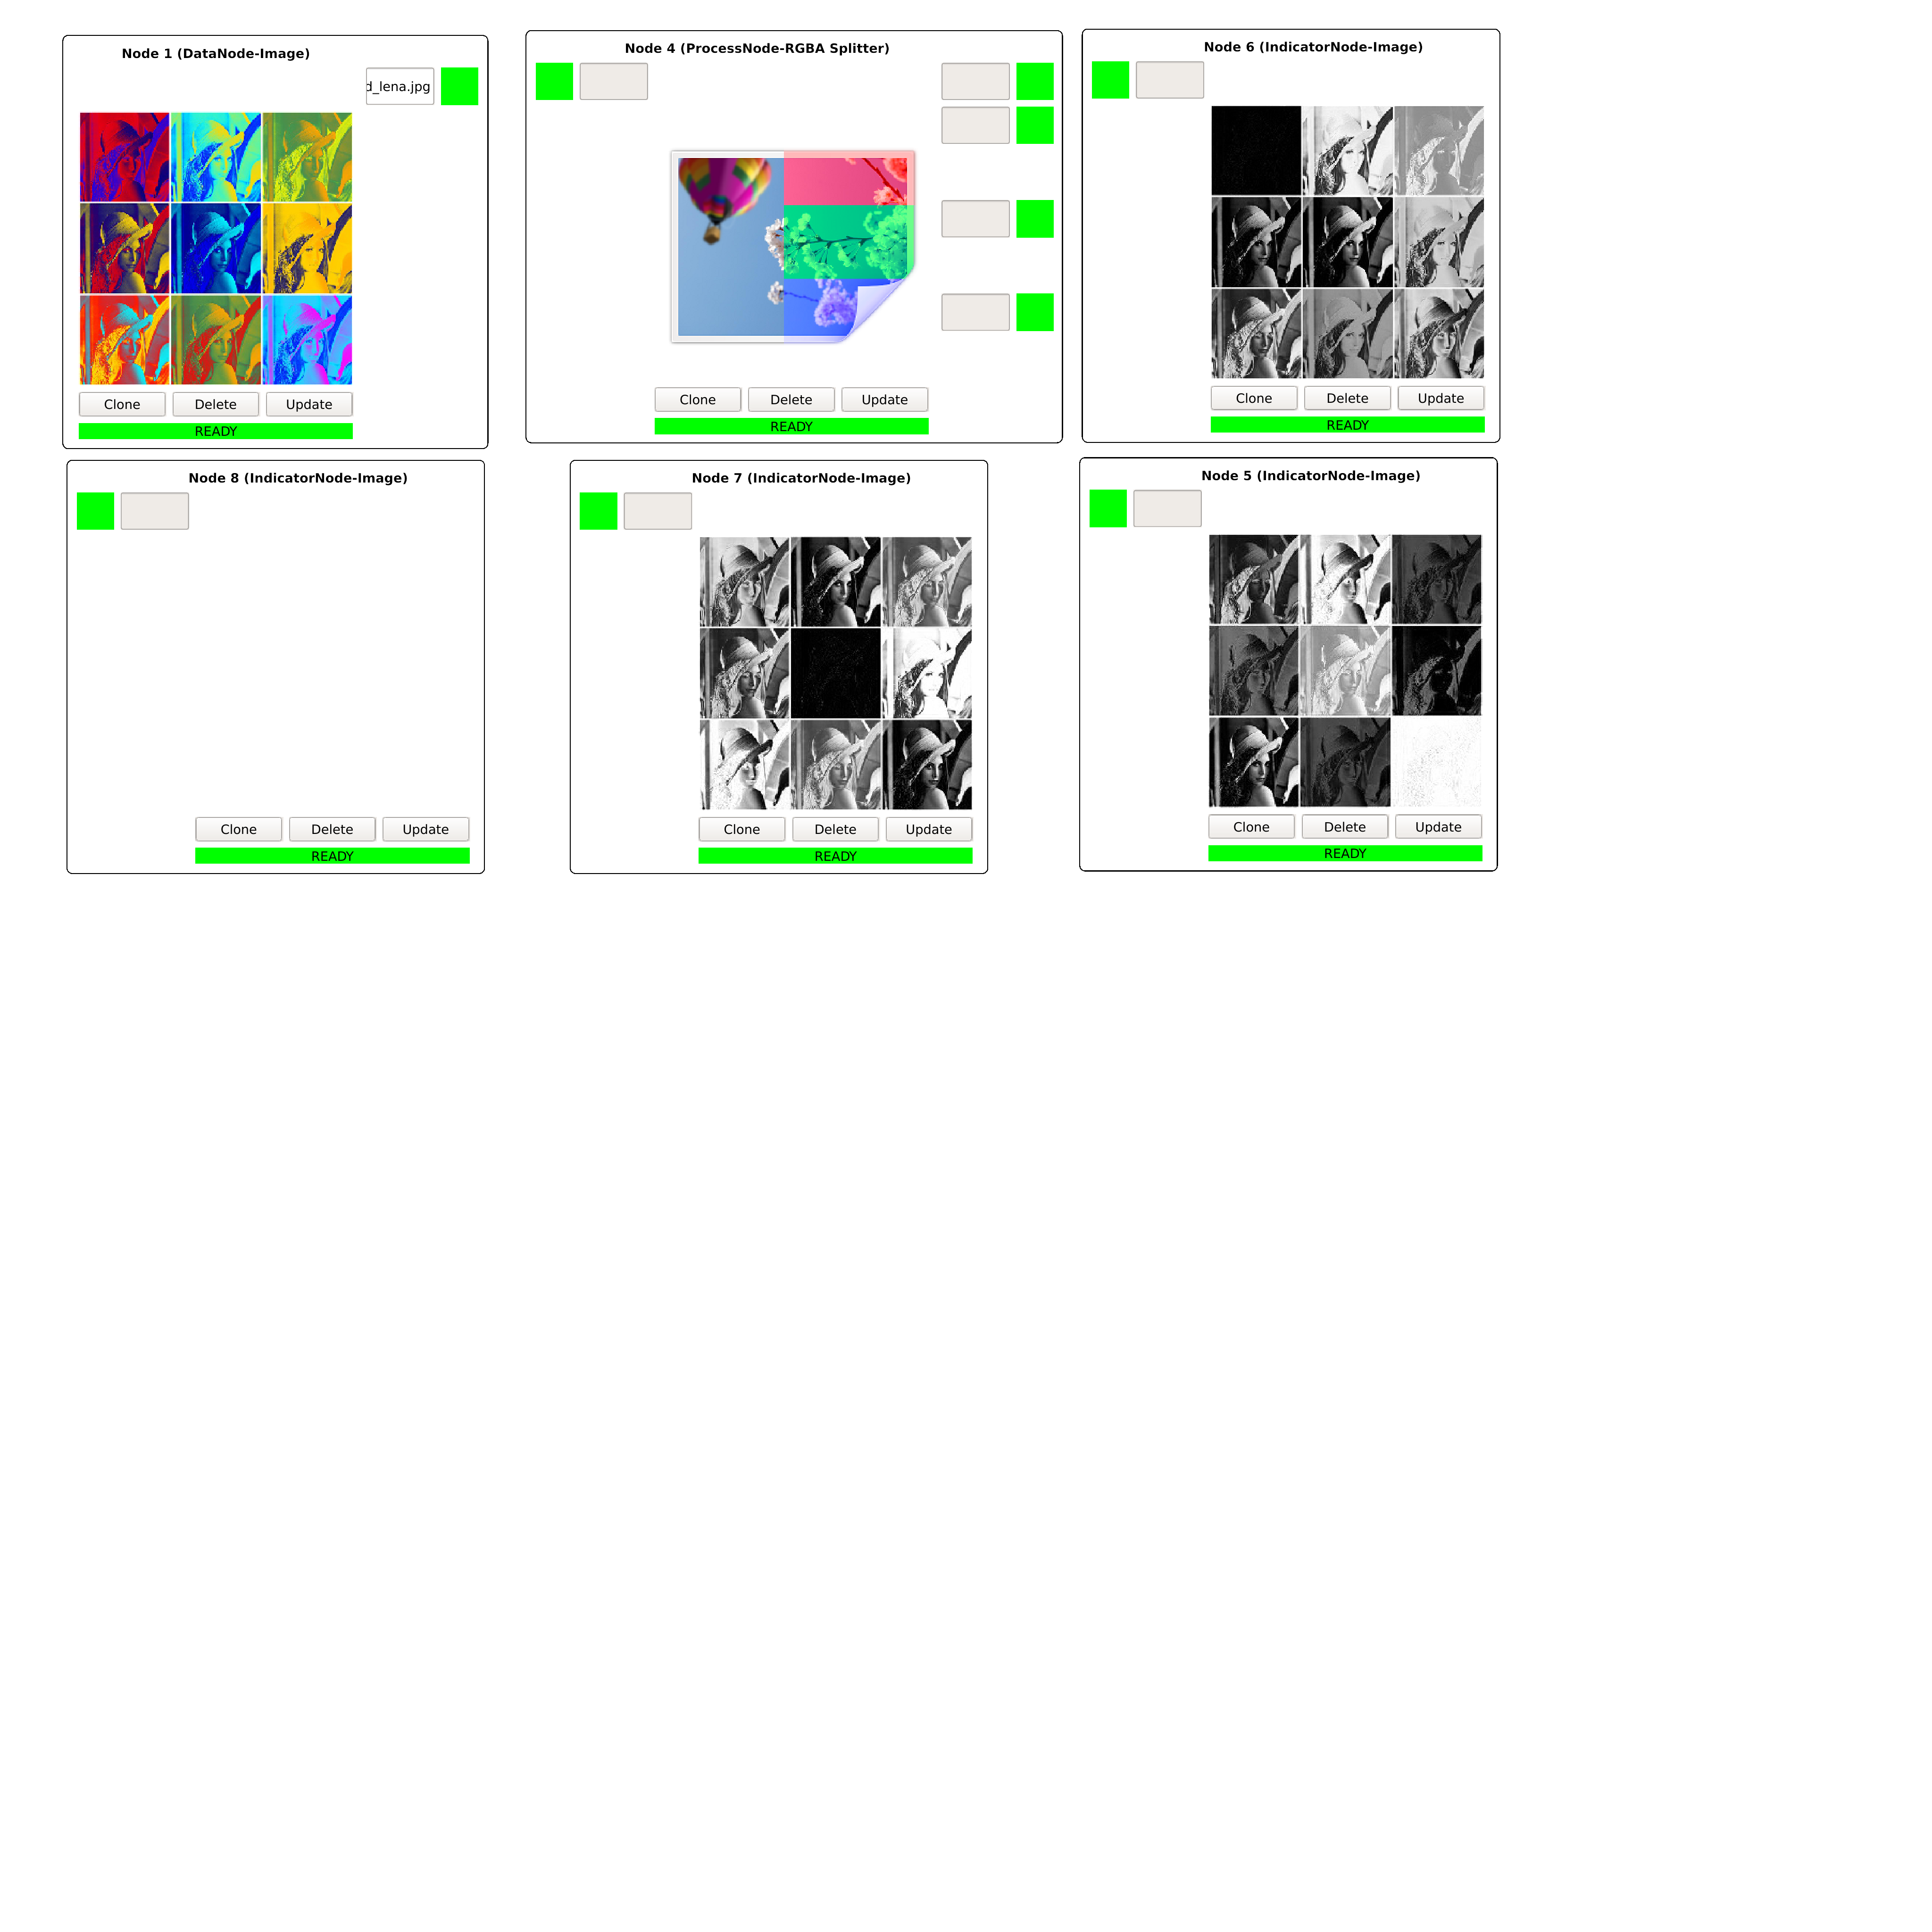 Node 1 (DataNode-Image)
d_lena.jpg
Clone Delete Update
READY
Node 4 (ProcessNode-RGBA Splitter)
Clone Delete Update
READY
Node 6 (IndicatorNode-Image)
Clone Delete Update
READY
Node 8 (IndicatorNode-Image)
Clone Delete Update
READY
Node 7 (IndicatorNode-Image)
Clone Delete Update
READY
Node 5 (IndicatorNode-Image)
Clone Delete Update
READY